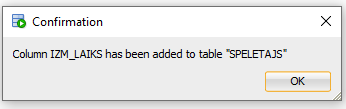 Confirmation
Column IZM_LAIKS has been added to table "SPELETAJS"
OK